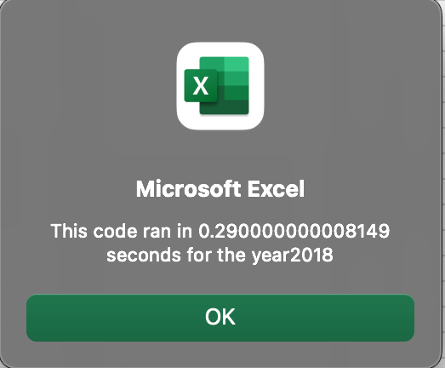 X
Microsoft Excel
This code ran in 0.290000000008149
seconds for the year2018
OK